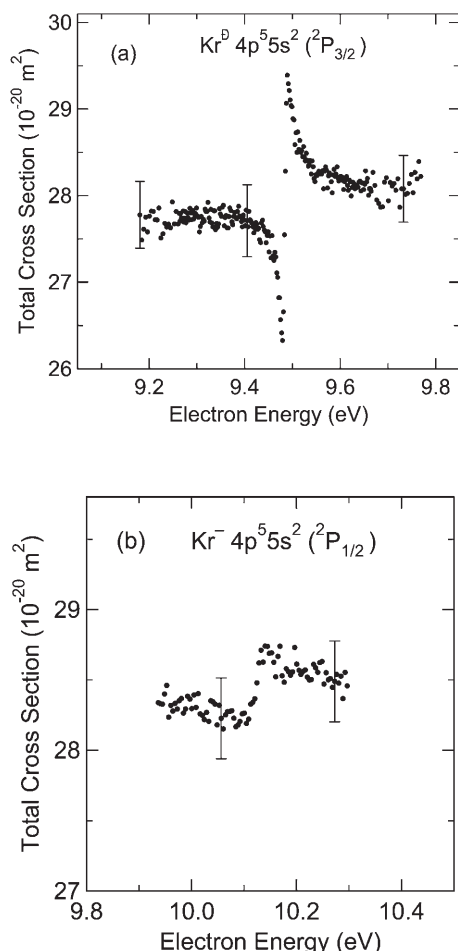 30
(a)
Krᶞ 4p⁵5s² (²P₃/₂)
29
28
27
26
Total Cross Section (10⁻²⁰ m²)
9.2 9.4 9.6 9.8
Electron Energy (eV)
(b)
Kr⁻ 4p⁵5s² (²P₁/₂)
29
28
27
Total Cross Section (10⁻²⁰ m²)
9.8 10.0 10.2 10.4
Electron Energy (eV)